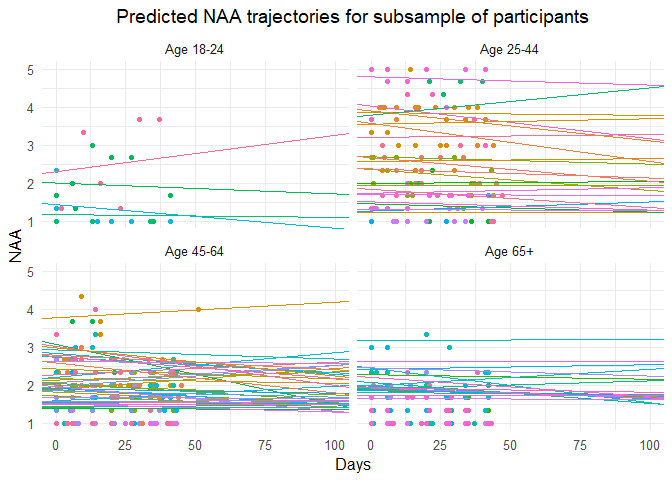 Predicted NAA trajectories for subsample of participants
Age 18-24
Age 25-44
5
4
3
2
1
NAA
Age 45-64
Age 65+
5
4
3
2
1
0 25 50 75 100
0 25 50 75 100
Days